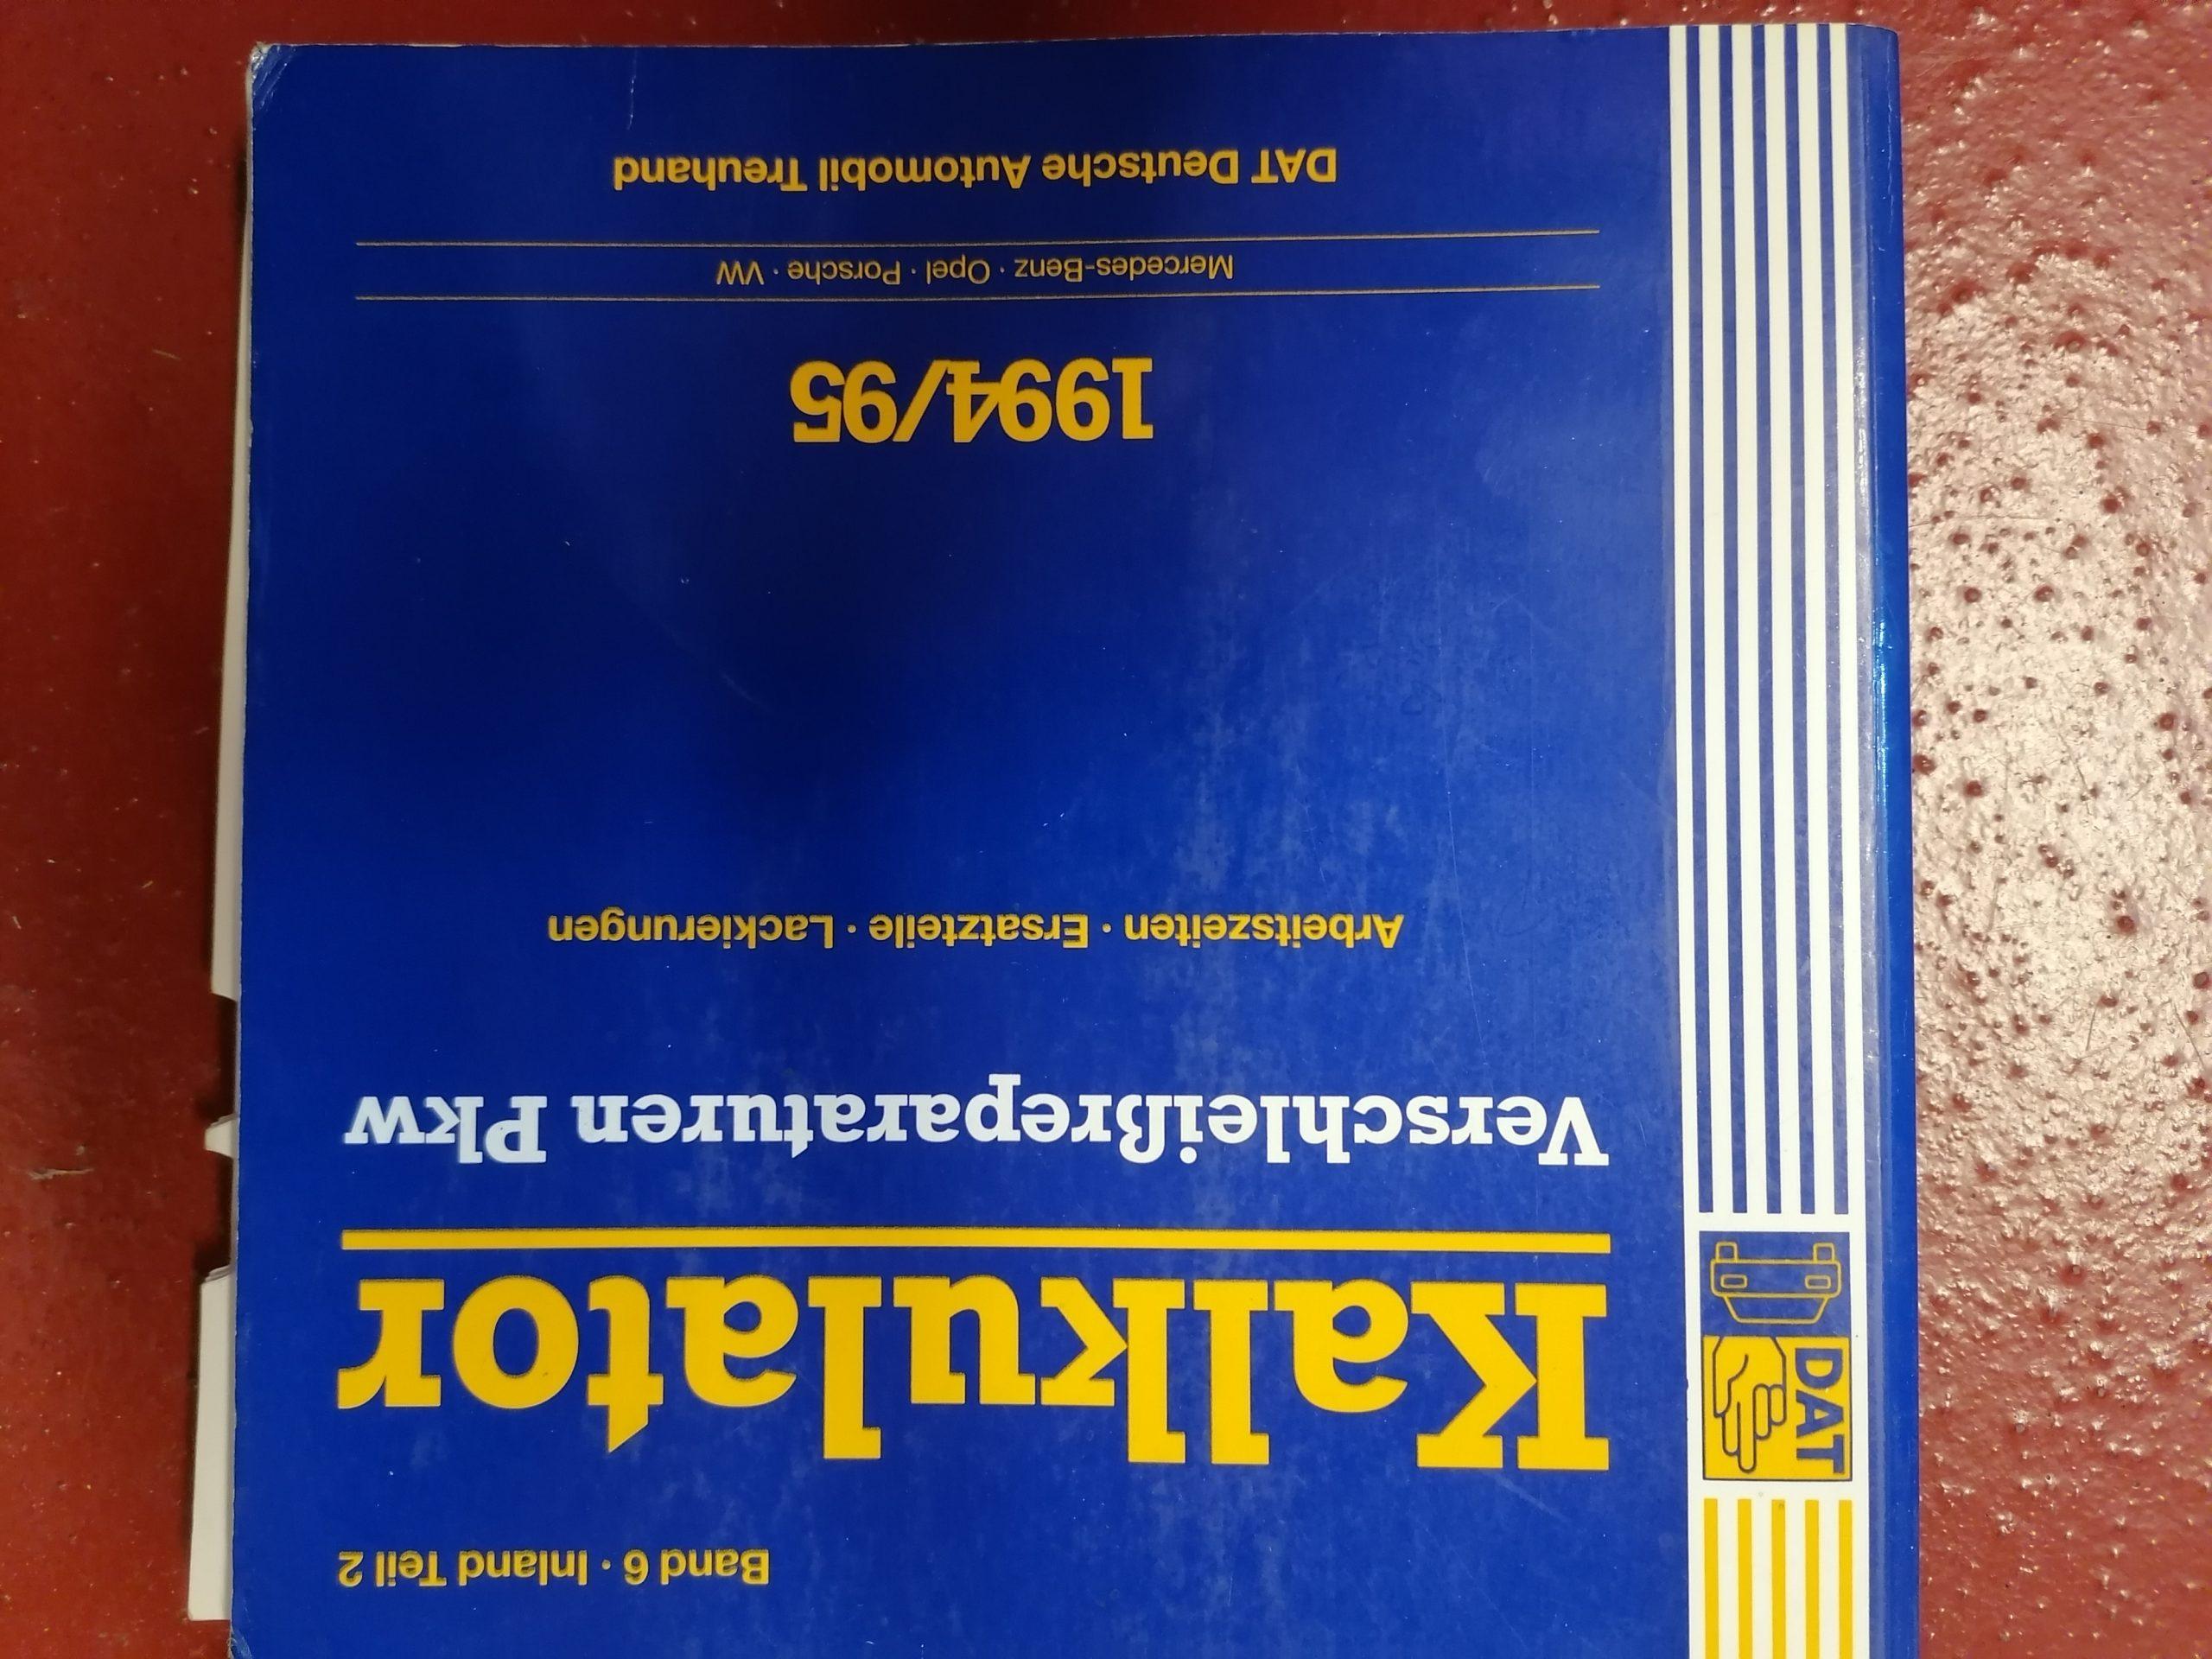 Band 6 · Inland Teil 2
Kalkulator
Verschleißreparaturen Pkw
Arbeitszeiten · Ersatzteile · Lackierungen
1994/95
Mercedes-Benz · Opel · Porsche · VW
DAT Deutsche Automobil Treuhand
DAT